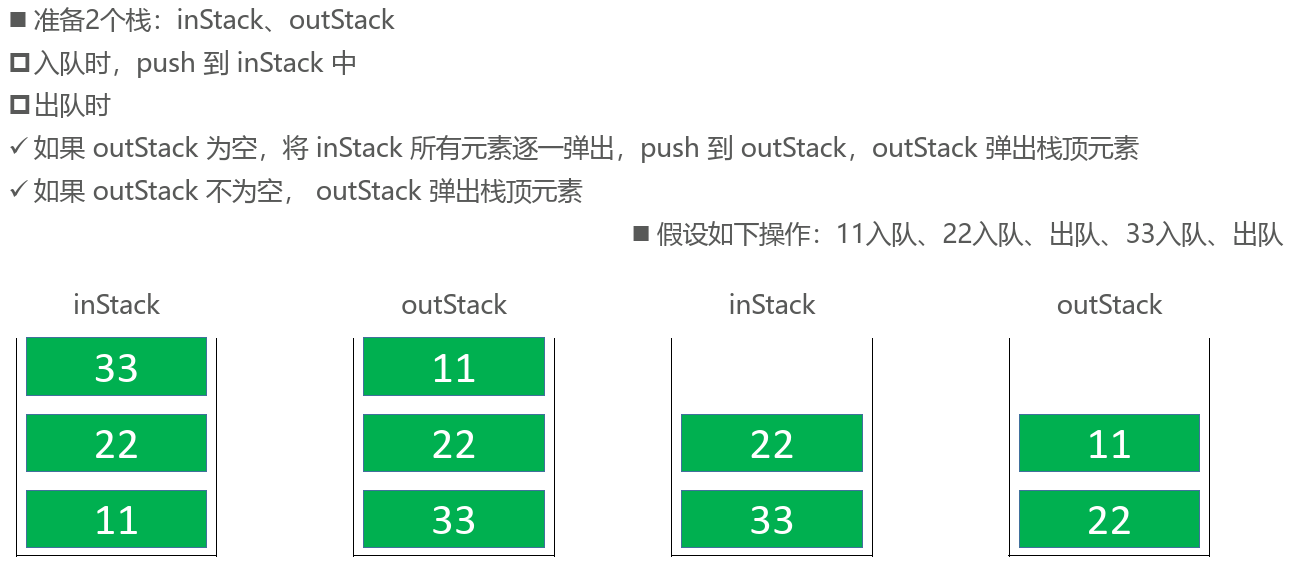 ■ 准备2个栈：inStack、outStack
□ 入队时，push 到 inStack 中
□ 出队时
✓ 如果 outStack 为空，将 inStack 所有元素逐一弹出，push 到 outStack，outStack 弹出栈顶元素
✓ 如果 outStack 不为空， outStack 弹出栈顶元素
■ 假设如下操作：11入队、22入队、出队、33入队、出队
inStack outStack inStack outStack
33 11
22 22 22 11
11 33 33 22